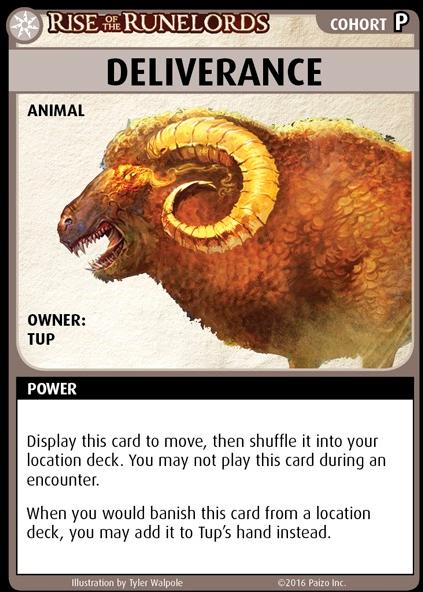 RISE OF THE RUNELORDS
COHORT P
DELIVERANCE
ANIMAL
OWNER:
TUP
POWER
Display this card to move, then shuffle it into your
location deck. You may not play this card during an
encounter.
When you would banish this card from a location
deck, you may add it to Tup's hand instead.
Illustration by Tyler Walpole ©2016 Paizo Inc.